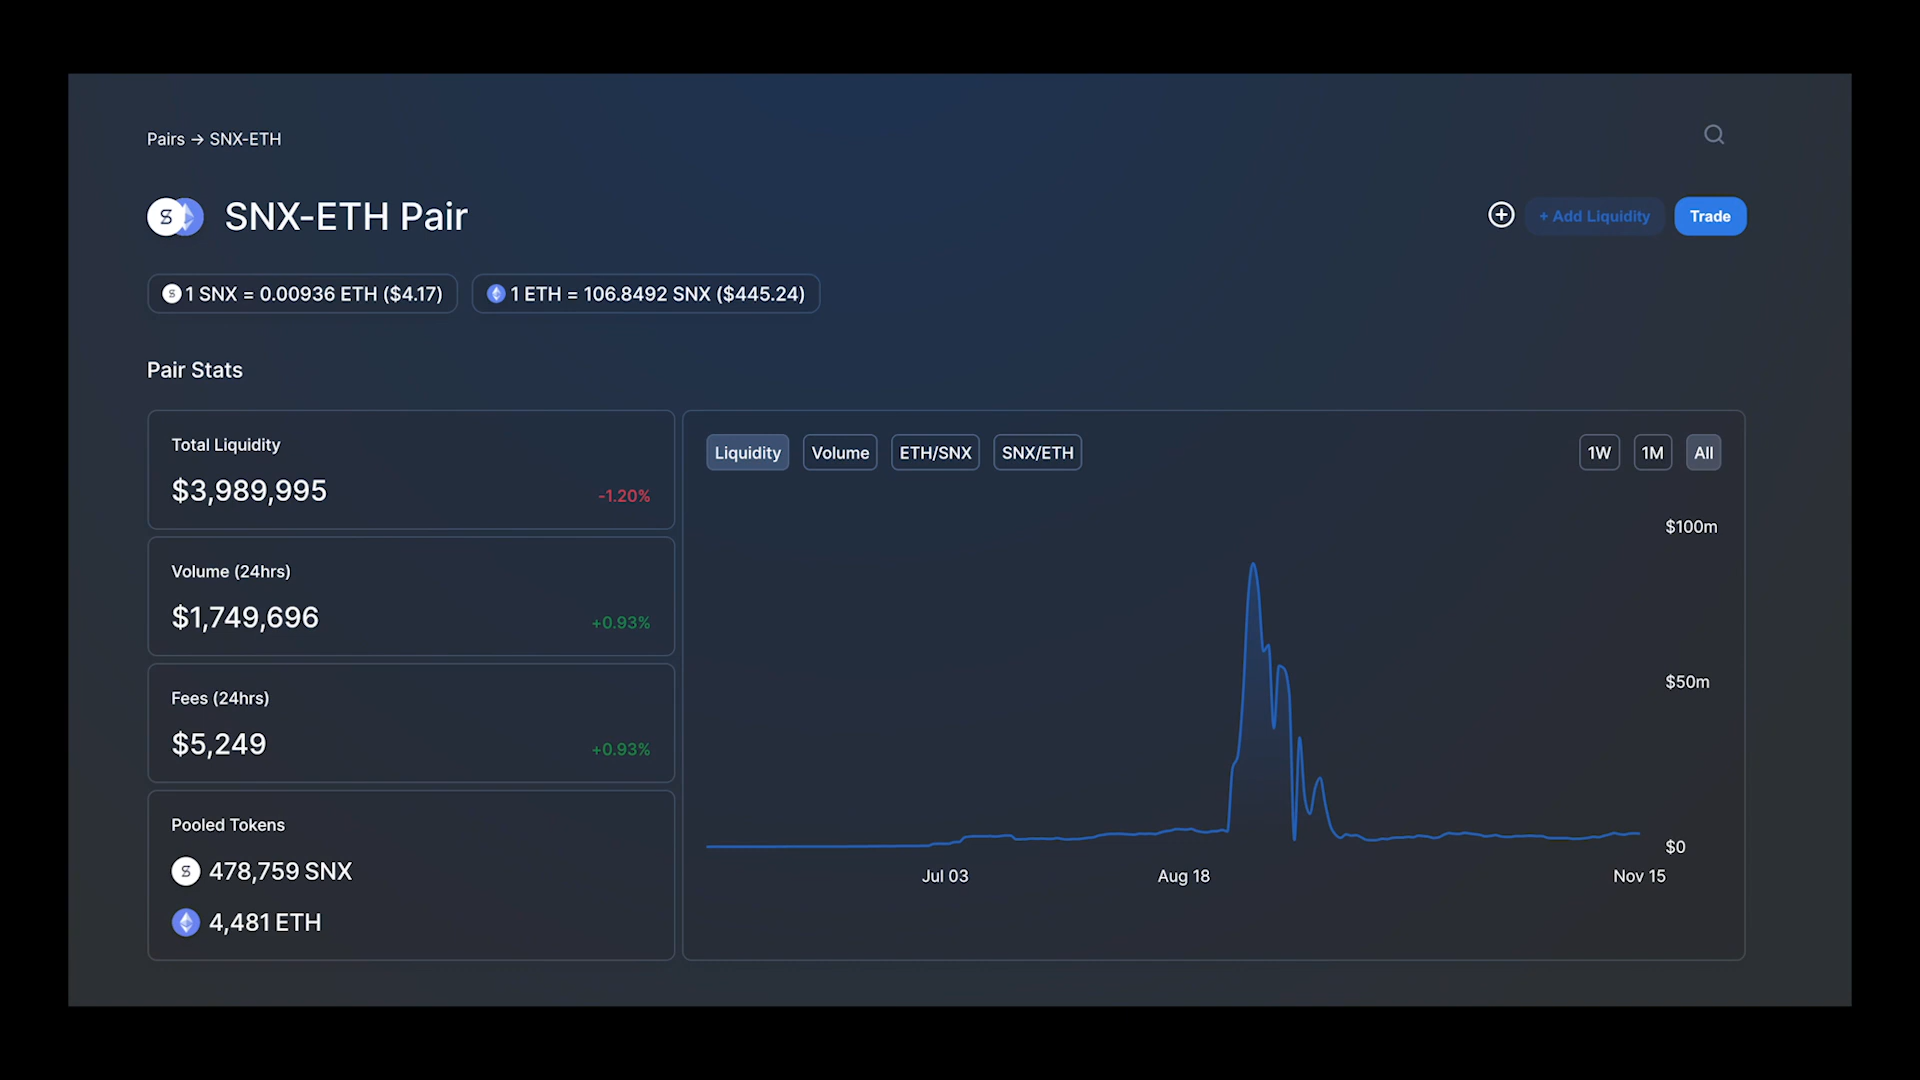 Pairs → SNX-ETH
SNX-ETH Pair
+ Add Liquidity
Trade
1 SNX = 0.00936 ETH ($4.17)
1 ETH = 106.8492 SNX ($445.24)
Pair Stats
Total Liquidity
$3,989,995
-1.20%
Volume (24hrs)
$1,749,696
+0.93%
Fees (24hrs)
$5,249
+0.93%
Pooled Tokens
478,759 SNX
4,481 ETH
Liquidity
Volume
ETH/SNX
SNX/ETH
1W
1M
All
$100m
$50m
$0
Jul 03
Aug 18
Nov 15